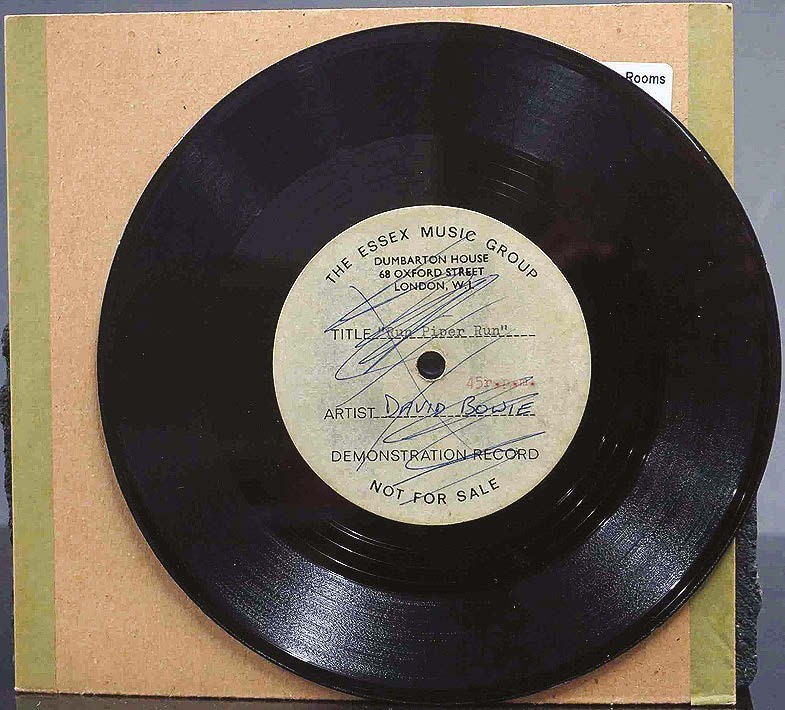 Rooms
THE ESSEX MUSIC GROUP
DUMBARTON HOUSE
68 OXFORD STREET
LONDON, W.1.
TITLE "Run Piper Run"
45r.p.m.
ARTIST DAVID BOWIE
DEMONSTRATION RECORD
NOT FOR SALE